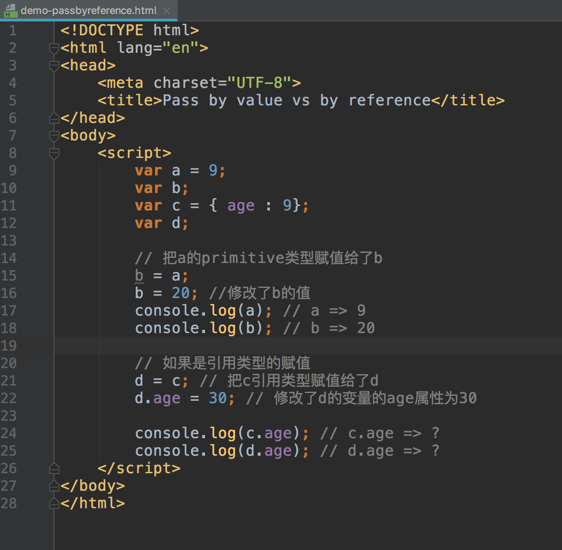 demo-passbyreference.html
1 <!DOCTYPE html>
2 <html lang="en">
3 <head>
4     <meta charset="UTF-8">
5     <title>Pass by value vs by reference</title>
6 </head>
7 <body>
8     <script>
9         var a = 9;
10         var b;
11         var c = { age : 9};
12         var d;
13
14         // 把a的primitive类型赋值给了b
15         b = a;
16         b = 20; //修改了b的值
17         console.log(a); // a => 9
18         console.log(b); // b => 20
19
20         // 如果是引用类型的赋值
21         d = c; // 把c引用类型赋值给了d
22         d.age = 30; // 修改了d的变量的age属性为30
23
24         console.log(c.age); // c.age => ?
25         console.log(d.age); // d.age => ?
26     </script>
27 </body>
28 </html>